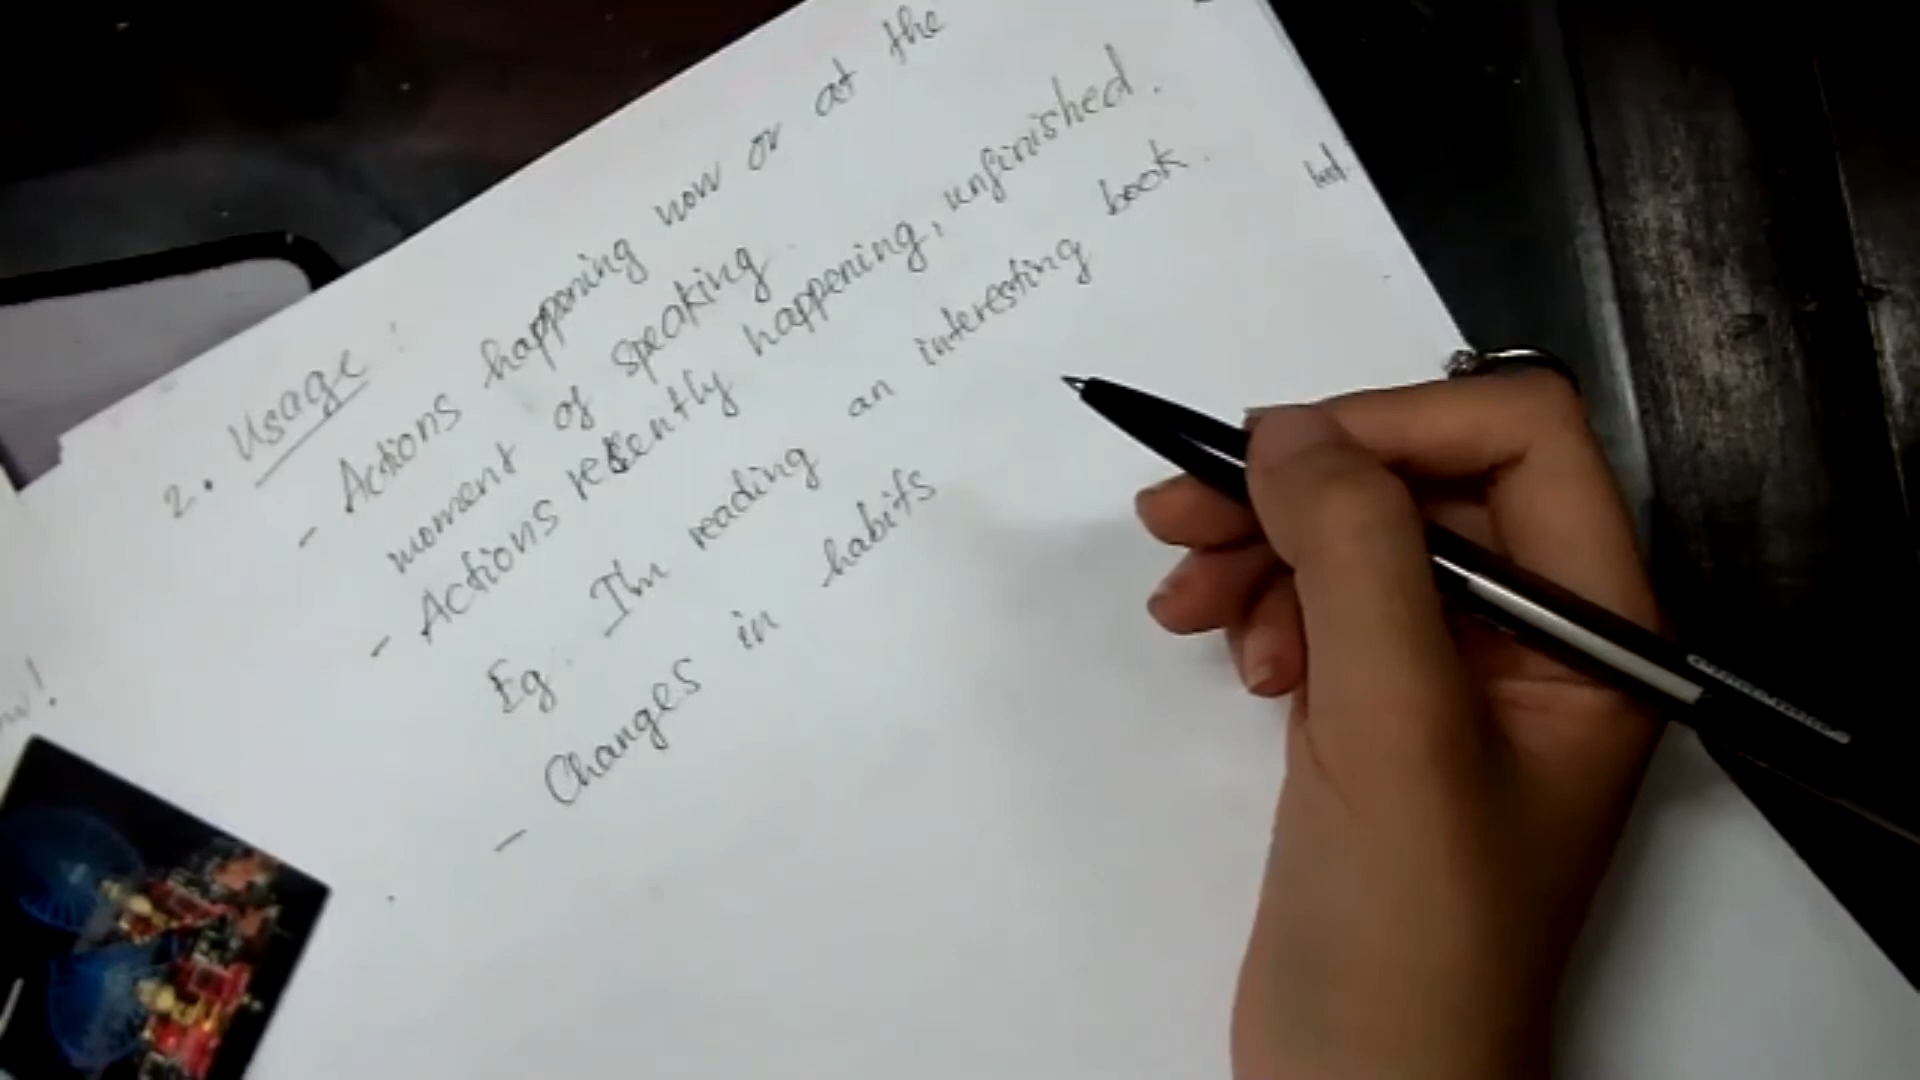 2. Usage :
- Actions happening now or at the
moment of speaking.
- Actions recently happening, unfinished.
Eg. I'm reading an interesting book.
- Changes in habits